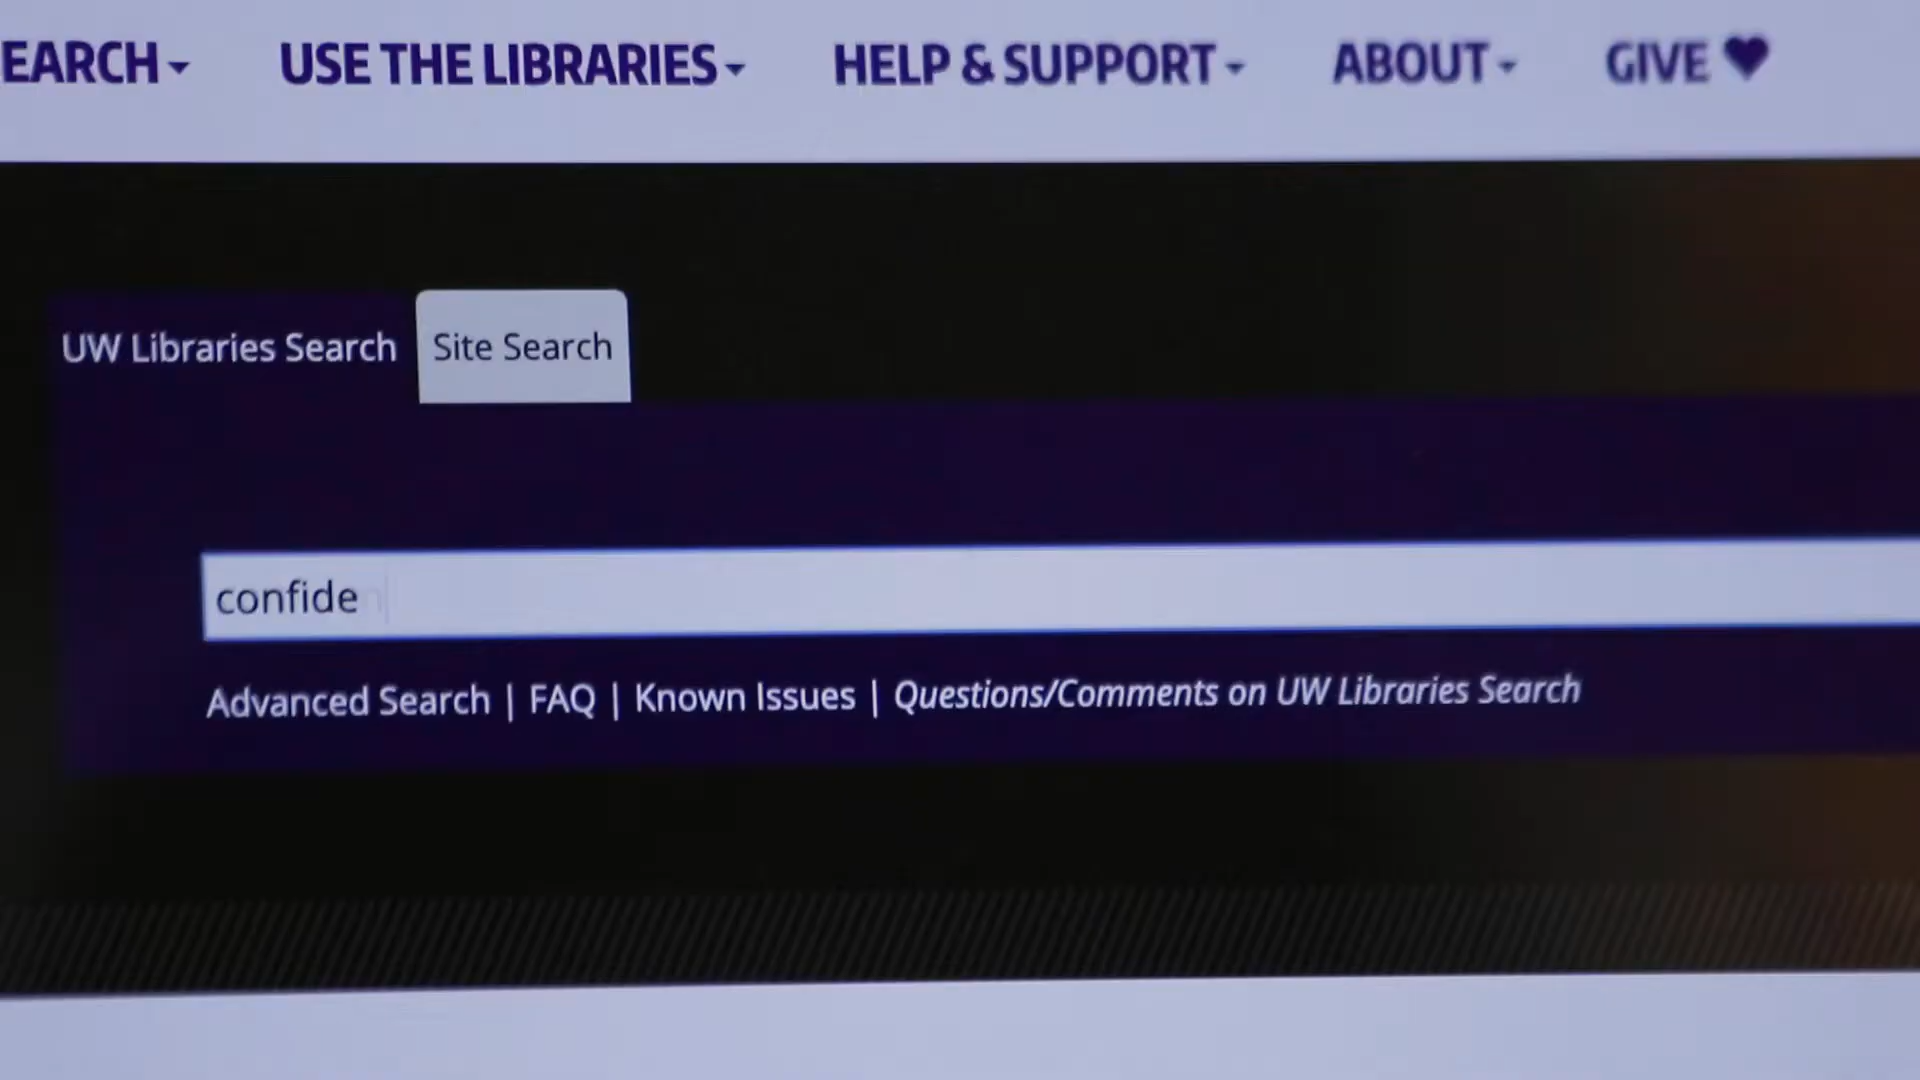 EARCH
USE THE LIBRARIES
HELP & SUPPORT
ABOUT
GIVE
UW Libraries Search
Site Search
confiden
Advanced Search | FAQ | Known Issues | Questions/Comments on UW Libraries Search